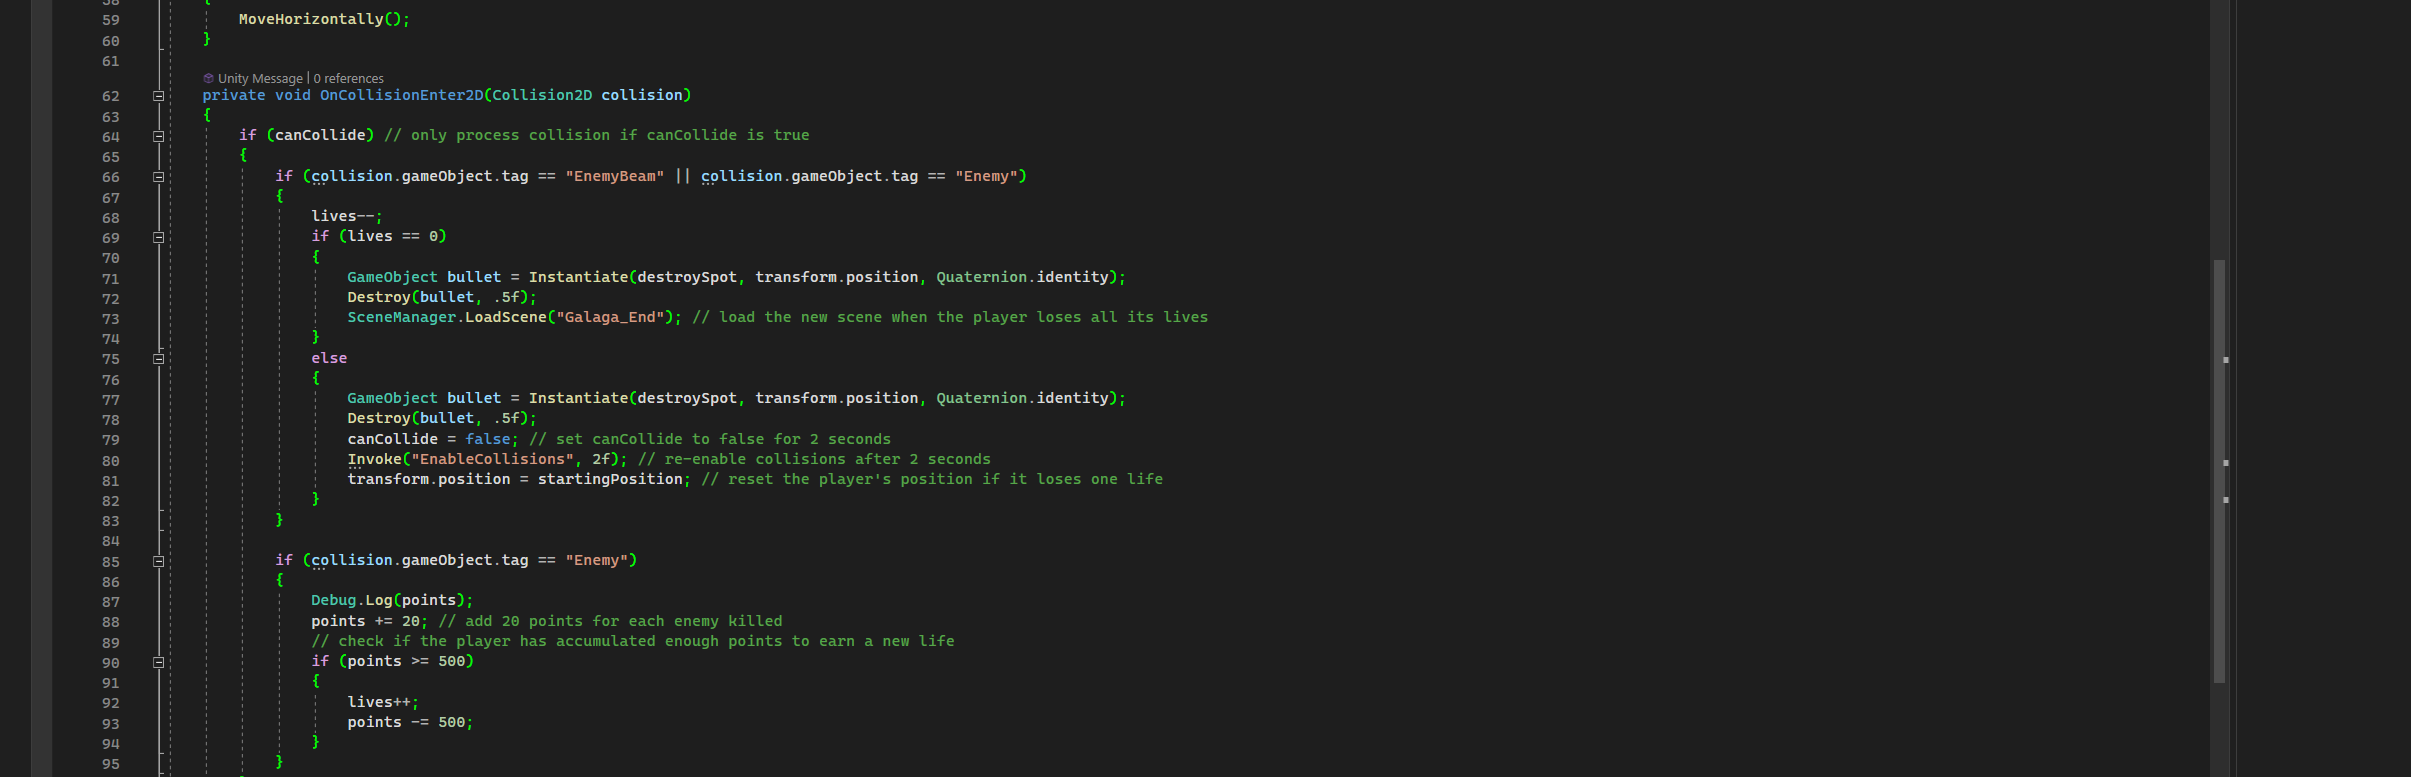 58 {
59 MoveHorizontally();
60 }
61
Unity Message | 0 references
62 private void OnCollisionEnter2D(Collision2D collision)
63 {
64 if (canCollide) // only process collision if canCollide is true
65 {
66 if (collision.gameObject.tag == "EnemyBeam" || collision.gameObject.tag == "Enemy")
67 {
68 lives--;
69 if (lives == 0)
70 {
71 GameObject bullet = Instantiate(destroySpot, transform.position, Quaternion.identity);
72 Destroy(bullet, .5f);
73 SceneManager.LoadScene("Galaga_End"); // load the new scene when the player loses all its lives
74 }
75 else
76 {
77 GameObject bullet = Instantiate(destroySpot, transform.position, Quaternion.identity);
78 Destroy(bullet, .5f);
79 canCollide = false; // set canCollide to false for 2 seconds
80 Invoke("EnableCollisions", 2f); // re-enable collisions after 2 seconds
81 transform.position = startingPosition; // reset the player's position if it loses one life
82 }
83 }
84
85 if (collision.gameObject.tag == "Enemy")
86 {
87 Debug.Log(points);
88 points += 20; // add 20 points for each enemy killed
89 // check if the player has accumulated enough points to earn a new life
90 if (points >= 500)
91 {
92 lives++;
93 points -= 500;
94 }
95 }